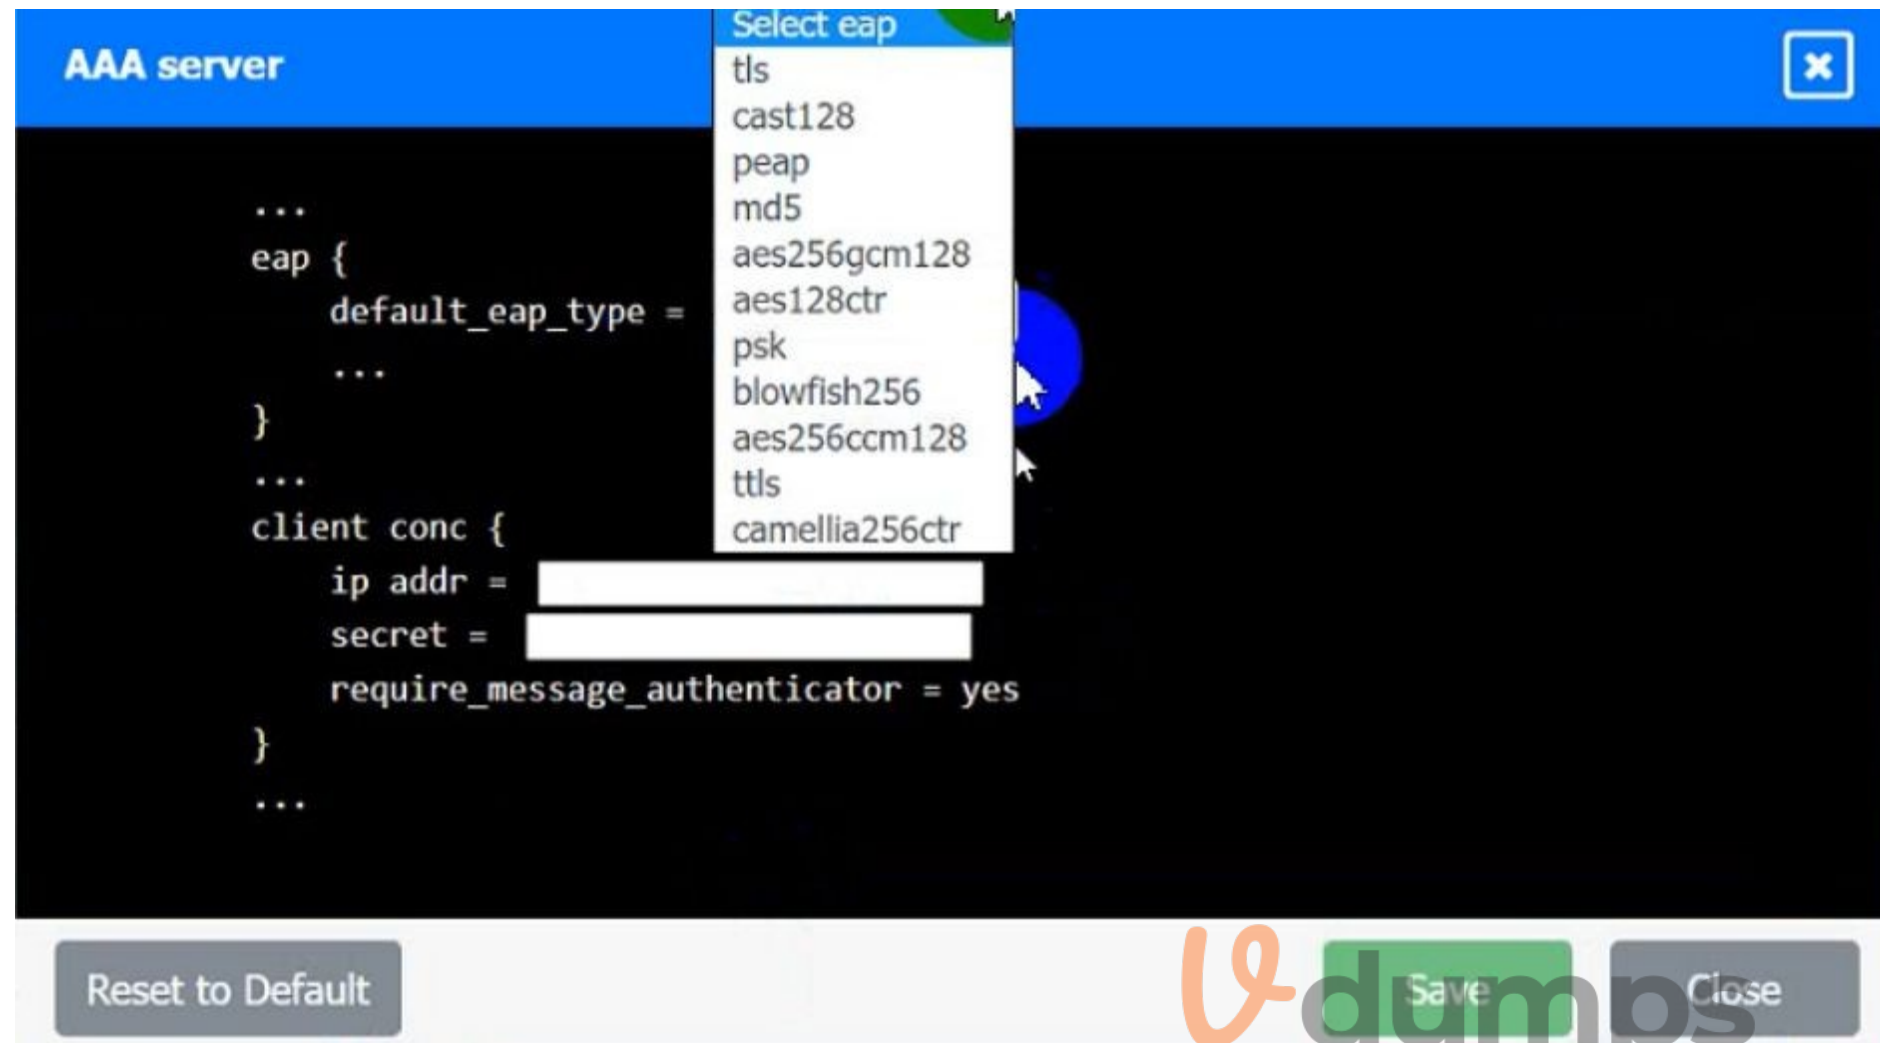 Select eap
AAA server
tls
cast128
peap
md5
aes256gcm128
aes128ctr
psk
blowfish256
aes256ccm128
ttls
camellia256ctr
...
eap {
default_eap_type =
...
}
...
client conc {
ip addr =
secret =
require_message_authenticator = yes
}
...
Reset to Default
Save
Close
Vdumps